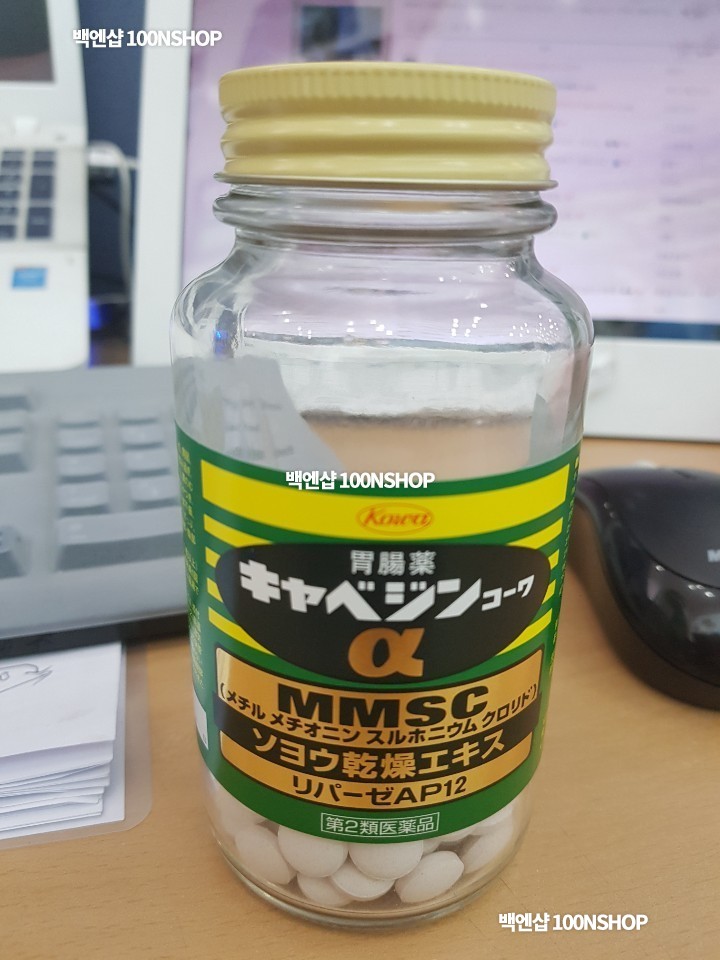 백엔샵 100NSHOP
백엔샵 100NSHOP
Kowa
胃腸薬
キャベジンコーワ
α
MMSC
(メチル メチオニン スルホニウム クロリド)
ソヨウ乾燥エキス
リパーゼAP12
第2類医薬品
백엔샵 100NSHOP